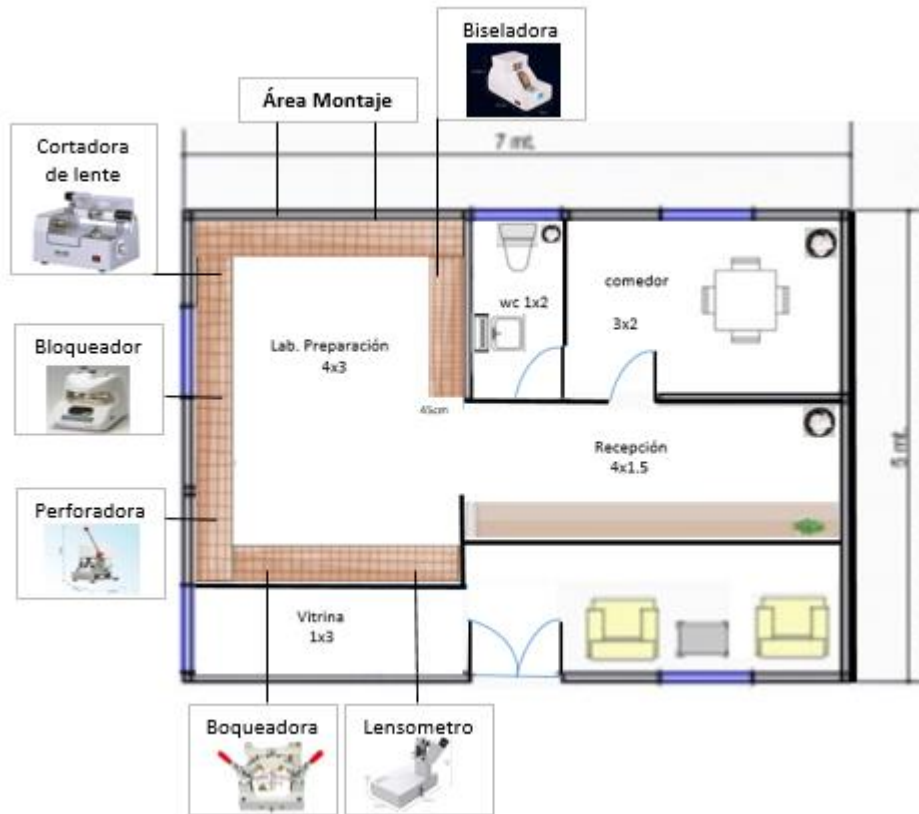 Biseladora
Área Montaje
7 mt.
Cortadora
de lente
wc 1x2
comedor
3x2
Bloqueador
Lab. Preparación
4x3
45cm
Recepción
4x1.5
5 mt.
Perforadora
Vitrina
1x3
Boqueadora
Lensometro